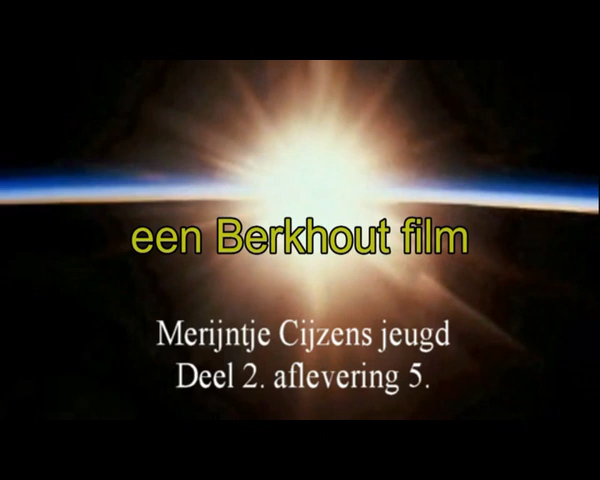 een Berkhout film
Merijntje Cijzens jeugd
Deel 2. aflevering 5.